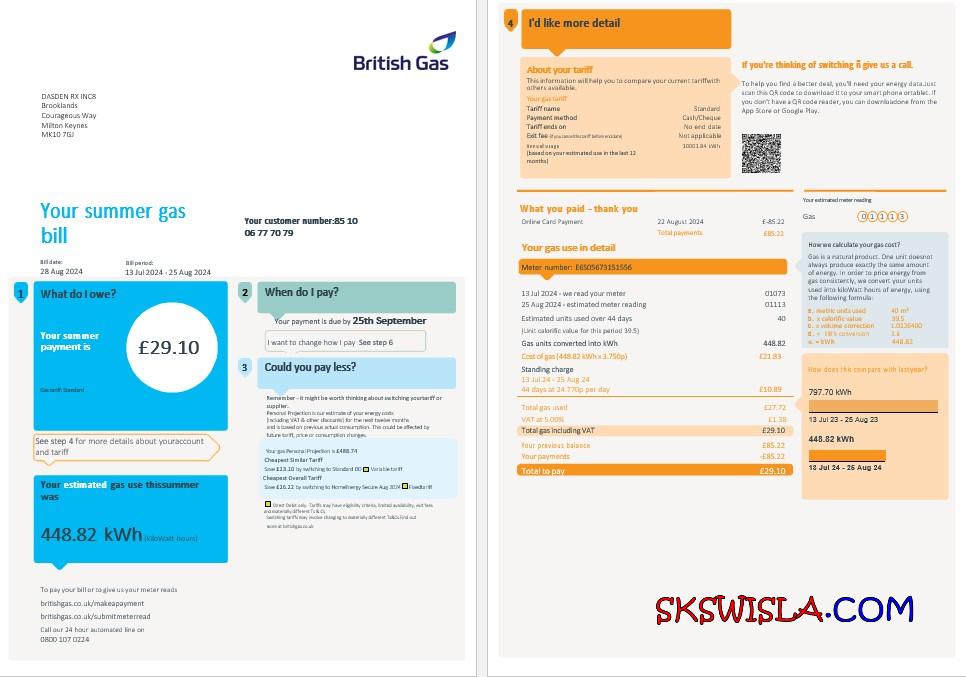 British Gas
DASDEN RX INC8
Brooklands
Courageous Way
Milton Keynes
MK10 7GJ
Your summer gas
bill
Your customer number:85 10
06 77 70 79
Bill date:
28 Aug 2024
Bill period:
13 Jul 2024 - 25 Aug 2024
1
What do I owe?
Your summer
payment is
£29.10
Gas tariff: Standard
See step 4 for more details about youraccount
and tariff
Your estimated gas use thissummer
was
448.82 kWh (kiloWatt hours)
To pay your bill or to give us your meter reads
britishgas.co.uk/makeapayment
britishgas.co.uk/submitmeterread
Call our 24 hour automated line on
0800 107 0224
2
When do I pay?
Your payment is due by 25th September
I want to change how I pay See step 6
3
Could you pay less?
Remember - it might be worth thinking about switching yourtariff or
supplier.
Personal Projection is our estimate of your energy costs
(including VAT & other discounts) for the next twelve months
and is based on previous actual consumption. This could be affected by
future tariff, price or consumption changes.
Your gas Personal Projection is £488.74
Cheapest Similar Tariff
Save £23.10 by switching to Standard DD Variable tariff
Cheapest Overall Tariff
Save £26.22 by switching to HomeEnergy Secure Aug 2024 Fixedtariff
Direct Debit only. Tariffs may have eligibility criteria, limited availability, exit fees
and materially different Ts & Cs.
Switching tariffs may involve changing to materially different Ts&Cs.Find out
more at britishgas.co.uk
4
I'd like more detail
About your tariff
This information will help you to compare your current tariffwith
others available.
Your gas tariff
Tariff name Standard
Payment method Cash/Cheque
Tariff ends on No end date
Exit fee (if you cancel this tariff before end date) Not applicable
Annual usage 10001.84 kWh
(based on your estimated use in the last 12
months)
If you're thinking of switching ñ give us a call.
To help you find a better deal, you'll need your energy data.Just
scan this QR code to download it to your smart phone ortablet. If
you don't have a QR code reader, you can downloadone from the
App Store or Google Play.
What you paid - thank you
Online Card Payment 22 August 2024 £-85.22
Total payments £85.22
Your gas use in detail
Meter number: E6505673151556
13 Jul 2024 - we read your meter 01073
25 Aug 2024 - estimated meter reading 01113
Estimated units used over 44 days 40
(Unit calorific value for this period 39.5)
Gas units converted into kWh 448.82
Cost of gas (448.82 kWh x 3.750p) £21.83
Standing charge
13 Jul 24 - 25 Aug 24
44 days at 24.770p per day £10.89
Total gas used £27.72
VAT at 5.00% £1.38
Total gas including VAT £29.10
Your previous balance £85.22
Your payments -£85.22
Total to pay £29.10
Your estimated meter reading
Gas 0 1 1 1 3
How we calculate your gas cost?
Gas is a natural product. One unit doesnot
always produce exactly the same amount
of energy. In order to price energy from
gas consistently, we convert your units
used into kiloWatt hours of energy, using
the following formula:
a. metric units used 40 m³
b. x calorific value 39.5
c. x volume correction 1.0226400
d. ÷ kWh conversion 3.6
e. = kWh 448.82
How does this compare with lastyear?
797.70 kWh
13 Jul 23 - 25 Aug 23
448.82 kWh
13 Jul 24 - 25 Aug 24
SKSWISLA.COM